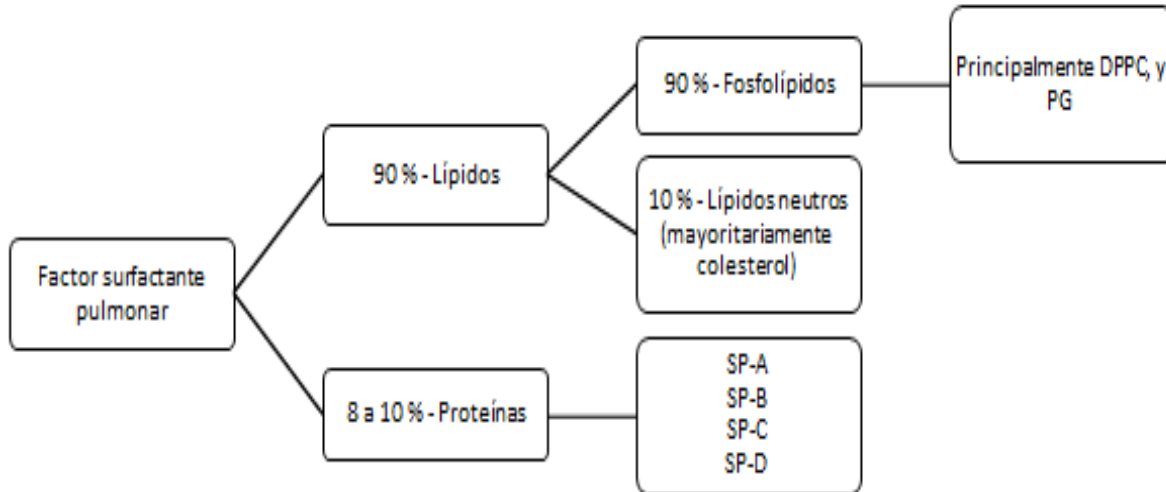 Factor surfactante
pulmonar
90 % - Lípidos
90 % - Fosfolípidos
Principalmente DPPC, y
PG
10 % - Lípidos neutros
(mayoritariamente
colesterol)
8 a 10 % - Proteínas
SP-A
SP-B
SP-C
SP-D